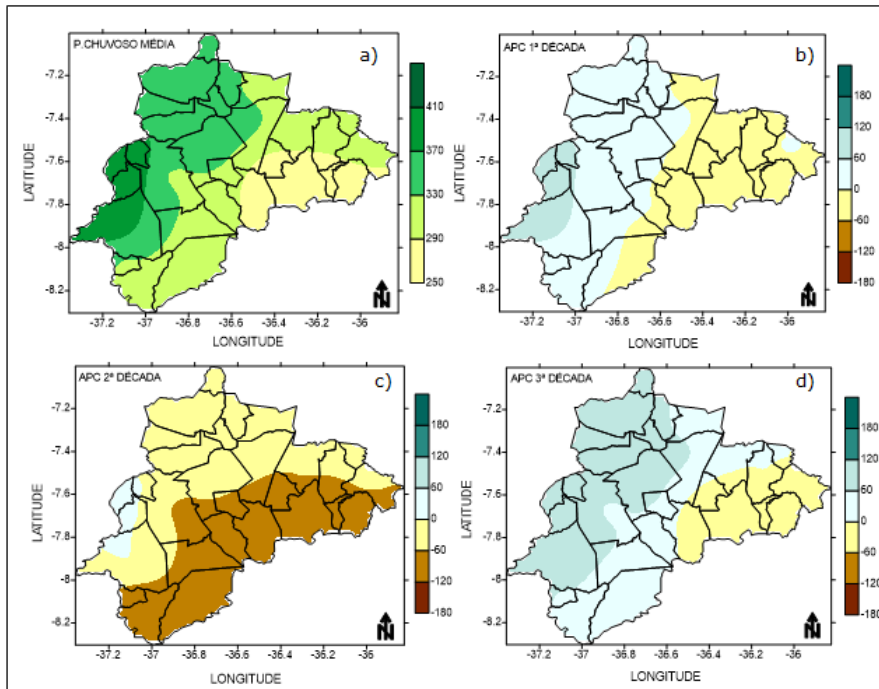 P.CHUVOSO MÉDIA
a)
-7.2
-7.4
-7.6
-7.8
-8
-8.2
LATITUDE
-37.2 -37 -36.8 -36.6 -36.4 -36.2 -36
LONGITUDE
410
370
330
290
250
N
APC 1ª DÉCADA
b)
-7.2
-7.4
-7.6
-7.8
-8
-8.2
LATITUDE
-37.2 -37 -36.8 -36.6 -36.4 -36.2 -36
LONGITUDE
180
120
60
0
-60
-120
-180
N
APC 2ª DÉCADA
c)
-7.2
-7.4
-7.6
-7.8
-8
-8.2
LATITUDE
-37.2 -37 -36.8 -36.6 -36.4 -36.2 -36
LONGITUDE
180
120
60
0
-60
-120
-180
N
APC 3ª DÉCADA
d)
-7.2
-7.4
-7.6
-7.8
-8
-8.2
LATITUDE
-37.2 -37 -36.8 -36.6 -36.4 -36.2 -36
LONGITUDE
180
120
60
0
-60
-120
-180
N